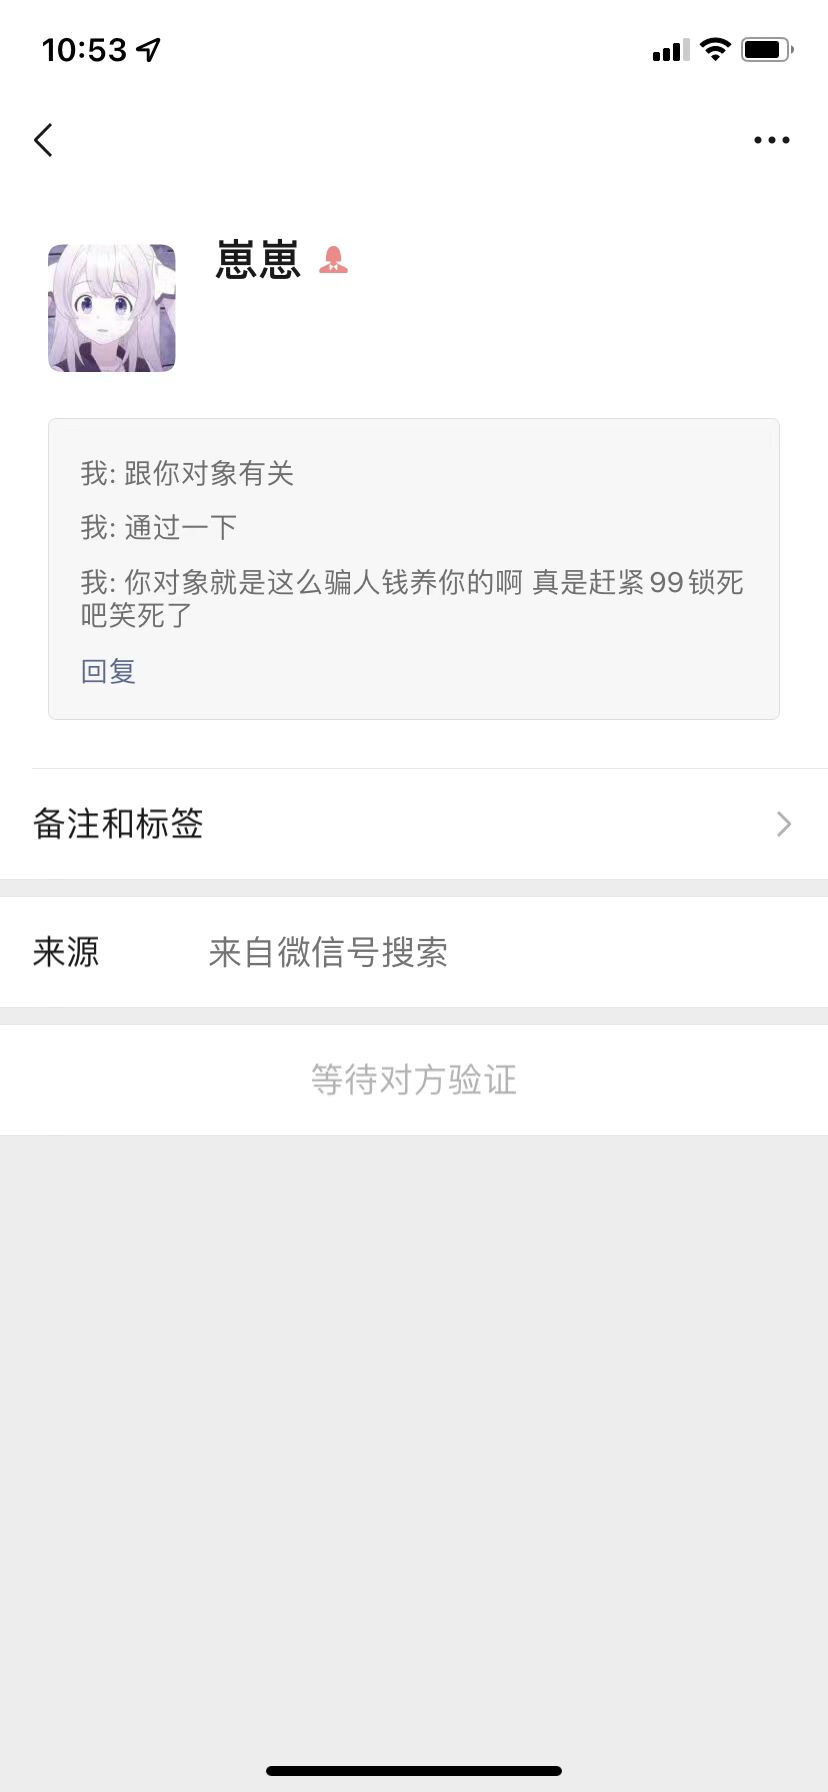 10:53
崽崽
我: 跟你对象有关
我: 通过一下
我: 你对象就是这么骗人钱养你的啊 真是赶紧99锁死
吧笑死了
回复
备注和标签
来源 来自微信号搜索
等待对方验证